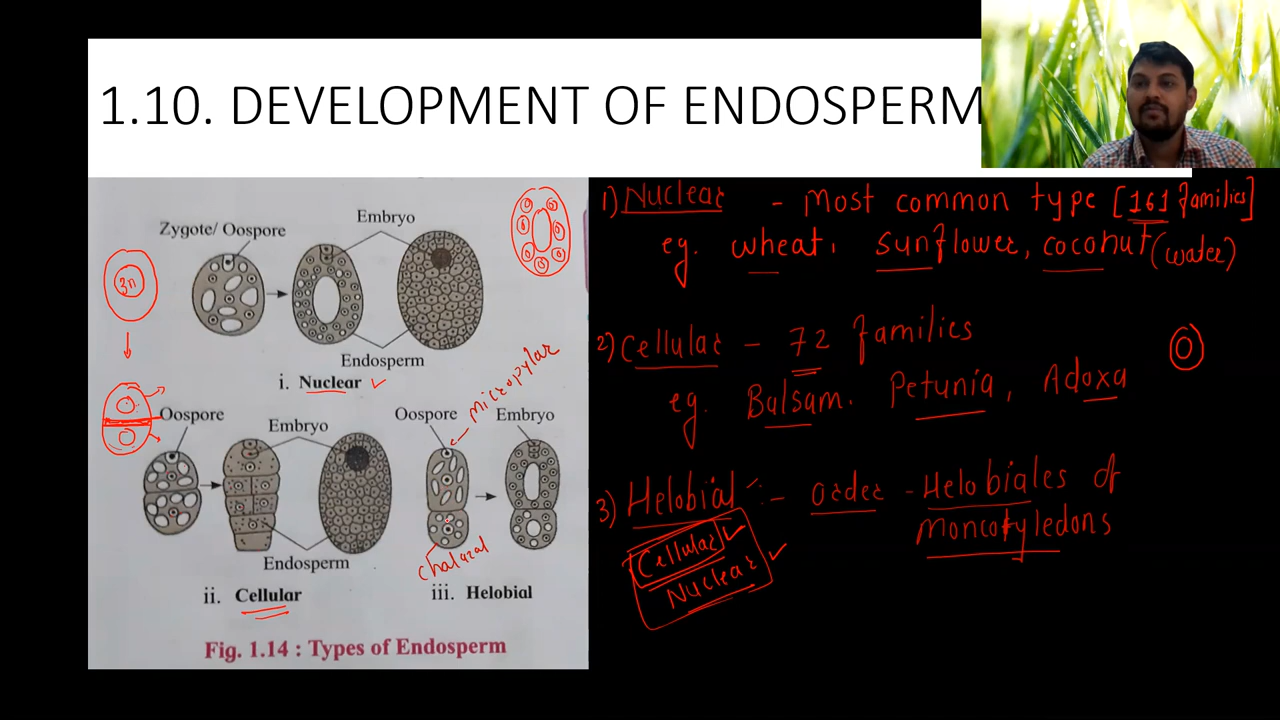 1.10. DEVELOPMENT OF ENDOSPERM
Zygote/ Oospore
Embryo
3n
Endosperm
i. Nuclear
Oospore
Embryo
Endosperm
ii. Cellular
micropylar
Oospore
Embryo
chalazal
iii. Helobial
Fig. 1.14 : Types of Endosperm
1) Nuclear - Most common type [161 families]
eg. wheat, sunflower, coconut (water)
2) Cellular - 72 families
eg. Balsam. Petunia, Adoxa
3) Helobial :- order - Helobiales of
Moncotyledons
Cellular
Nuclear